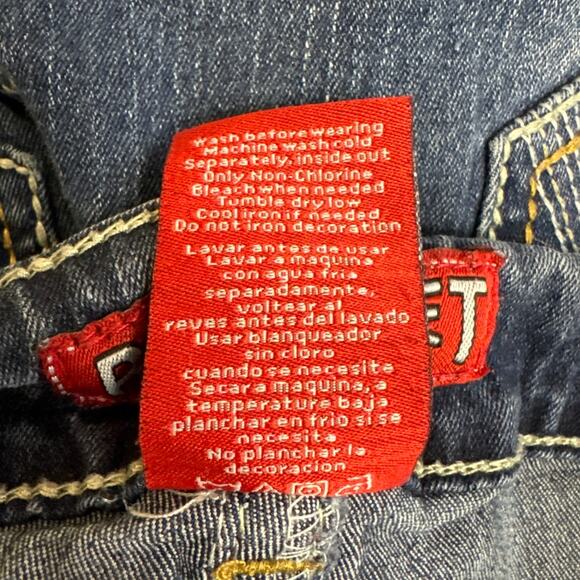 Wash before wearing
Machine wash cold
Separately, inside out
Only Non-Chlorine
Bleach when needed
Tumble dry low
Cool iron if needed
Do not iron decoration
Lavar antes de usar
Lavar a maquina
con agua fria
separadamente,
voltear al
reves antes del lavado
Usar blanqueador
sin cloro
cuando se necesite
Secar a maquina, a
temperatura baja
planchar en frio si se
necesita
No planchar la
decoracion
ET